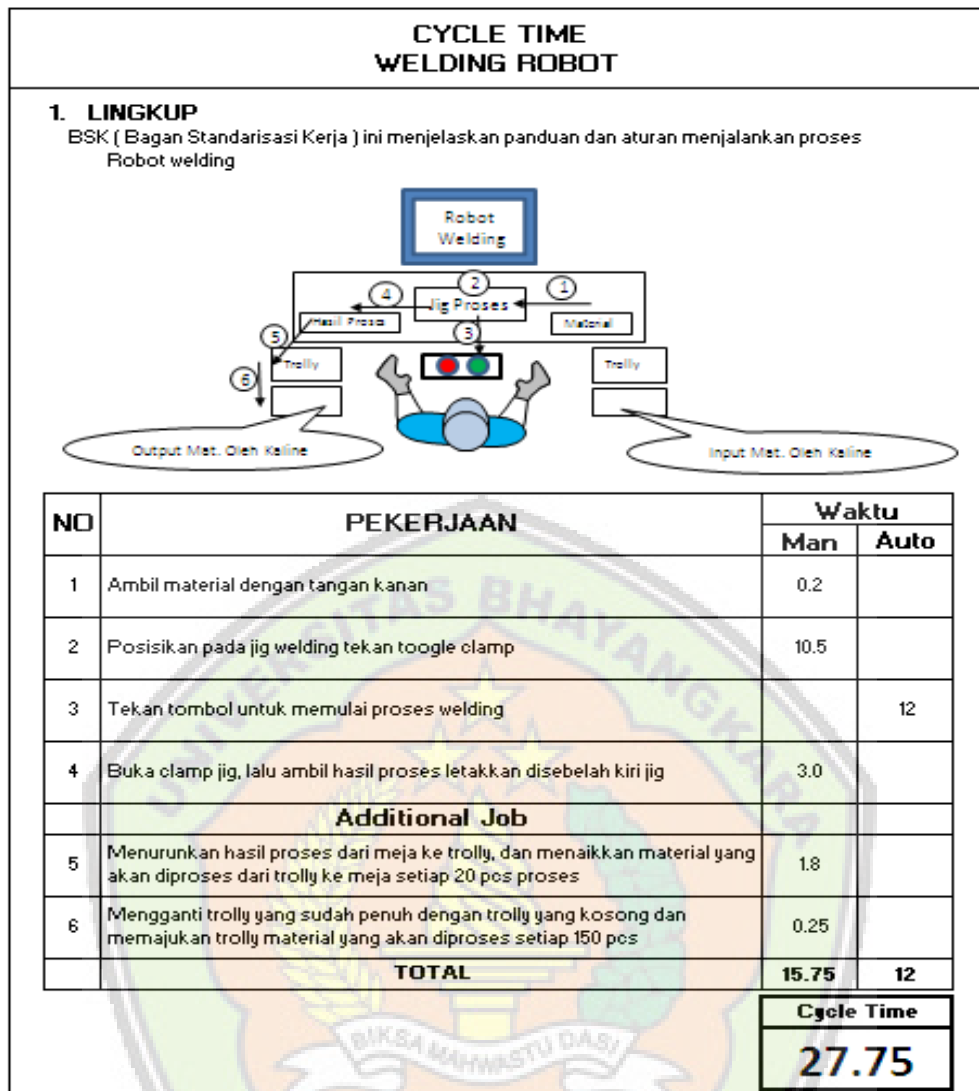 CYCLE TIME
WELDING ROBOT
1. LINGKUP
BSK ( Bagan Standarisasi Kerja ) ini menjelaskan panduan dan aturan menjalankan proses
Robot welding
Robot
Welding
2
4
1
Jig Proses
Hasil Proses
Material
3
5
Trolly
Trolly
6
Output Mat. Oleh Kaline
Input Mat. Oleh Kaline
NO PEKERJAAN Waktu
Man Auto
1 Ambil material dengan tangan kanan 0.2
2 Posisikan pada jig welding tekan toogle clamp 10.5
3 Tekan tombol untuk memulai proses welding 12
4 Buka clamp jig, lalu ambil hasil proses letakkan disebelah kiri jig 3.0
Additional Job
5 Menurunkan hasil proses dari meja ke trolly, dan menaikkan material yang
akan diproses dari trolly ke meja setiap 20 pcs proses 1.8
6 Mengganti trolly yang sudah penuh dengan trolly yang kosong dan
memajukan trolly material yang akan diproses setiap 150 pcs 0.25
TOTAL 15.75 12
Cycle Time
27.75
UNIVERSITAS BHAYANGKARA
BIKSA MAHWASTU DASI